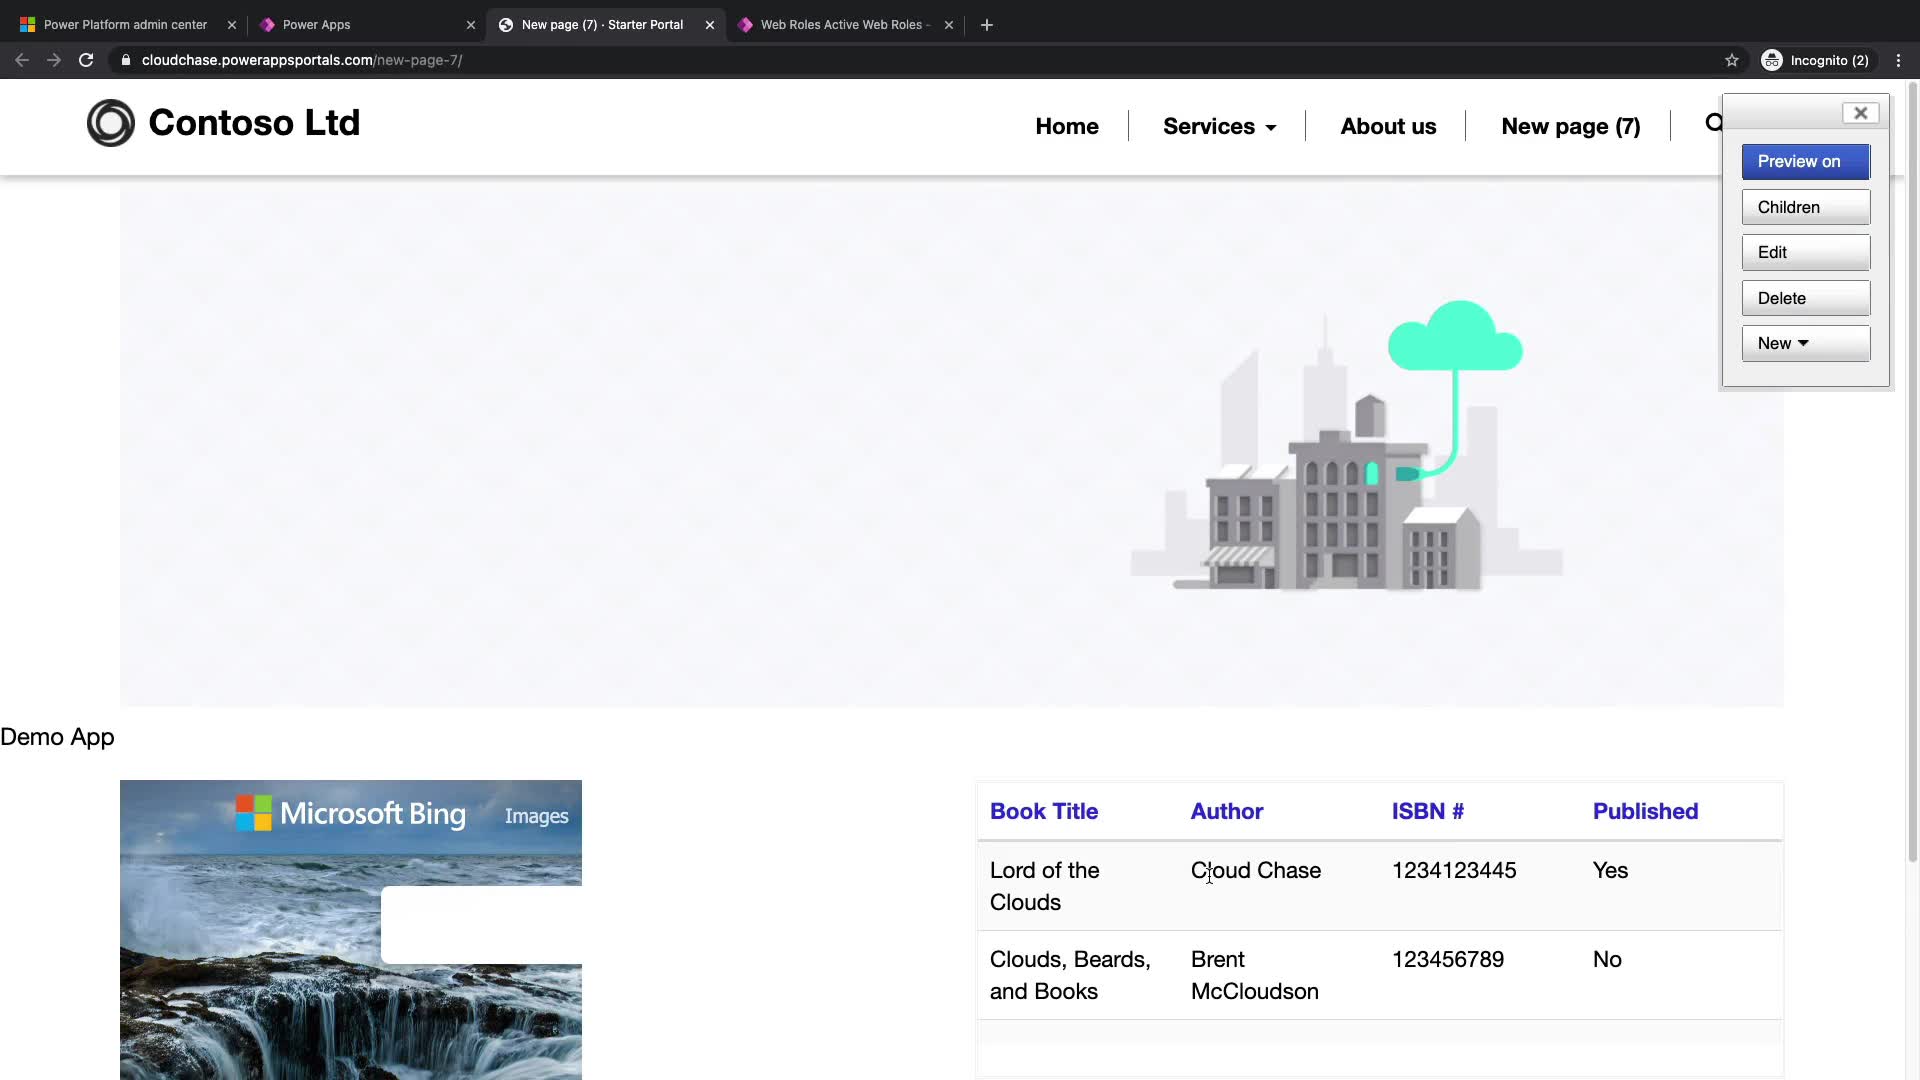 Power Platform admin center
Power Apps
New page (7) · Starter Portal
Web Roles Active Web Roles -
cloudchase.powerappsportals.com/new-page-7/
Incognito (2)
Contoso Ltd
Home
Services
About us
New page (7)
Preview on
Children
Edit
Delete
New
Demo App
Microsoft Bing
Images
Book Title Author ISBN # Published
Lord of the Cloud Chase 1234123445 Yes
Clouds
Clouds, Beards, Brent 123456789 No
and Books McCloudson